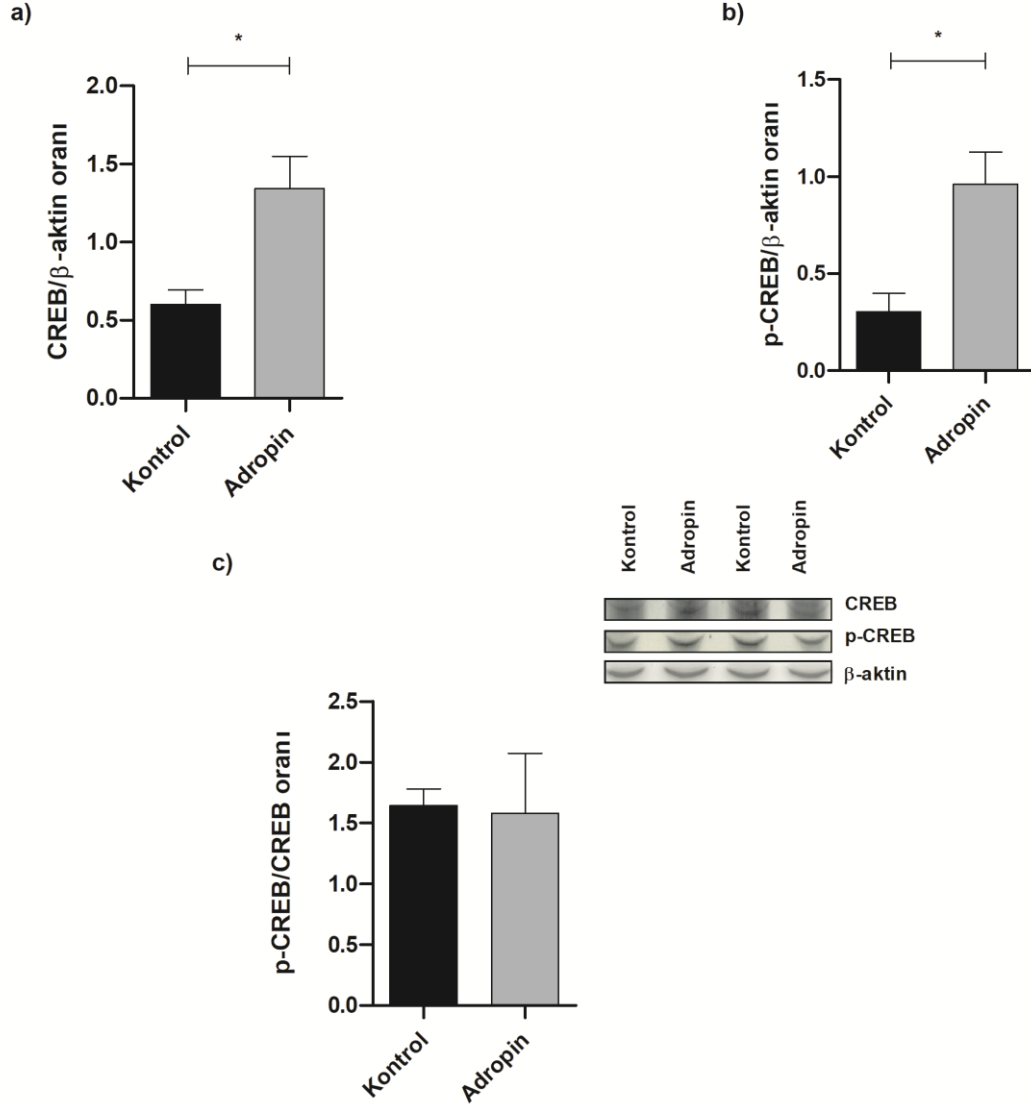 a)
*
CREB/β-aktin oranı
2.0
1.5
1.0
0.5
0.0
Kontrol
Adropin
b)
*
p-CREB/β-aktin oranı
1.5
1.0
0.5
0.0
Kontrol
Adropin
c)
Kontrol
Adropin
Kontrol
Adropin
CREB
p-CREB
β-aktin
p-CREB/CREB oranı
2.5
2.0
1.5
1.0
0.5
0.0
Kontrol
Adropin